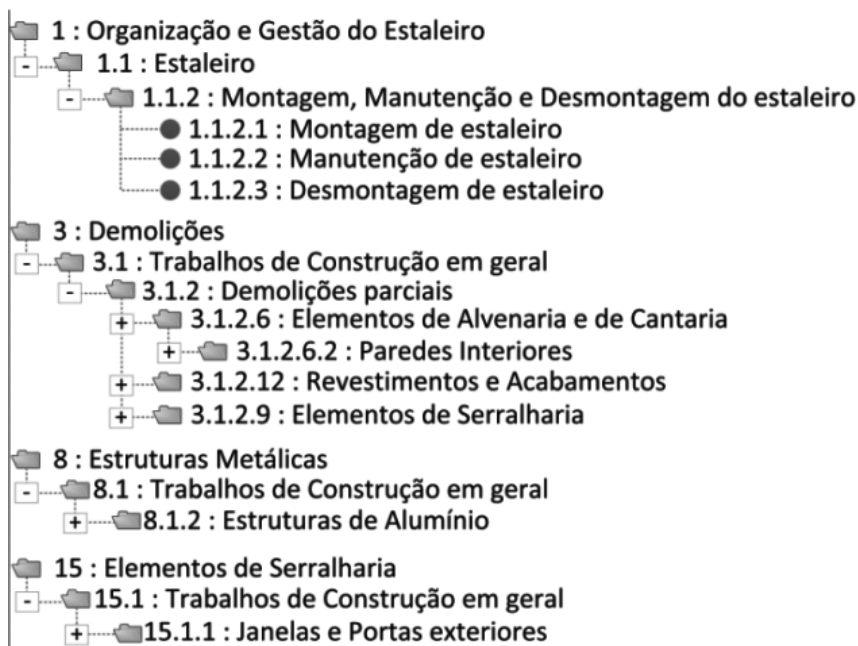 1 : Organização e Gestão do Estaleiro
1.1 : Estaleiro
1.1.2 : Montagem, Manutenção e Desmontagem do estaleiro
1.1.2.1 : Montagem de estaleiro
1.1.2.2 : Manutenção de estaleiro
1.1.2.3 : Desmontagem de estaleiro
3 : Demolições
3.1 : Trabalhos de Construção em geral
3.1.2 : Demolições parciais
3.1.2.6 : Elementos de Alvenaria e de Cantaria
3.1.2.6.2 : Paredes Interiores
3.1.2.12 : Revestimentos e Acabamentos
3.1.2.9 : Elementos de Serralharia
8 : Estruturas Metálicas
8.1 : Trabalhos de Construção em geral
8.1.2 : Estruturas de Alumínio
15 : Elementos de Serralharia
15.1 : Trabalhos de Construção em geral
15.1.1 : Janelas e Portas exteriores